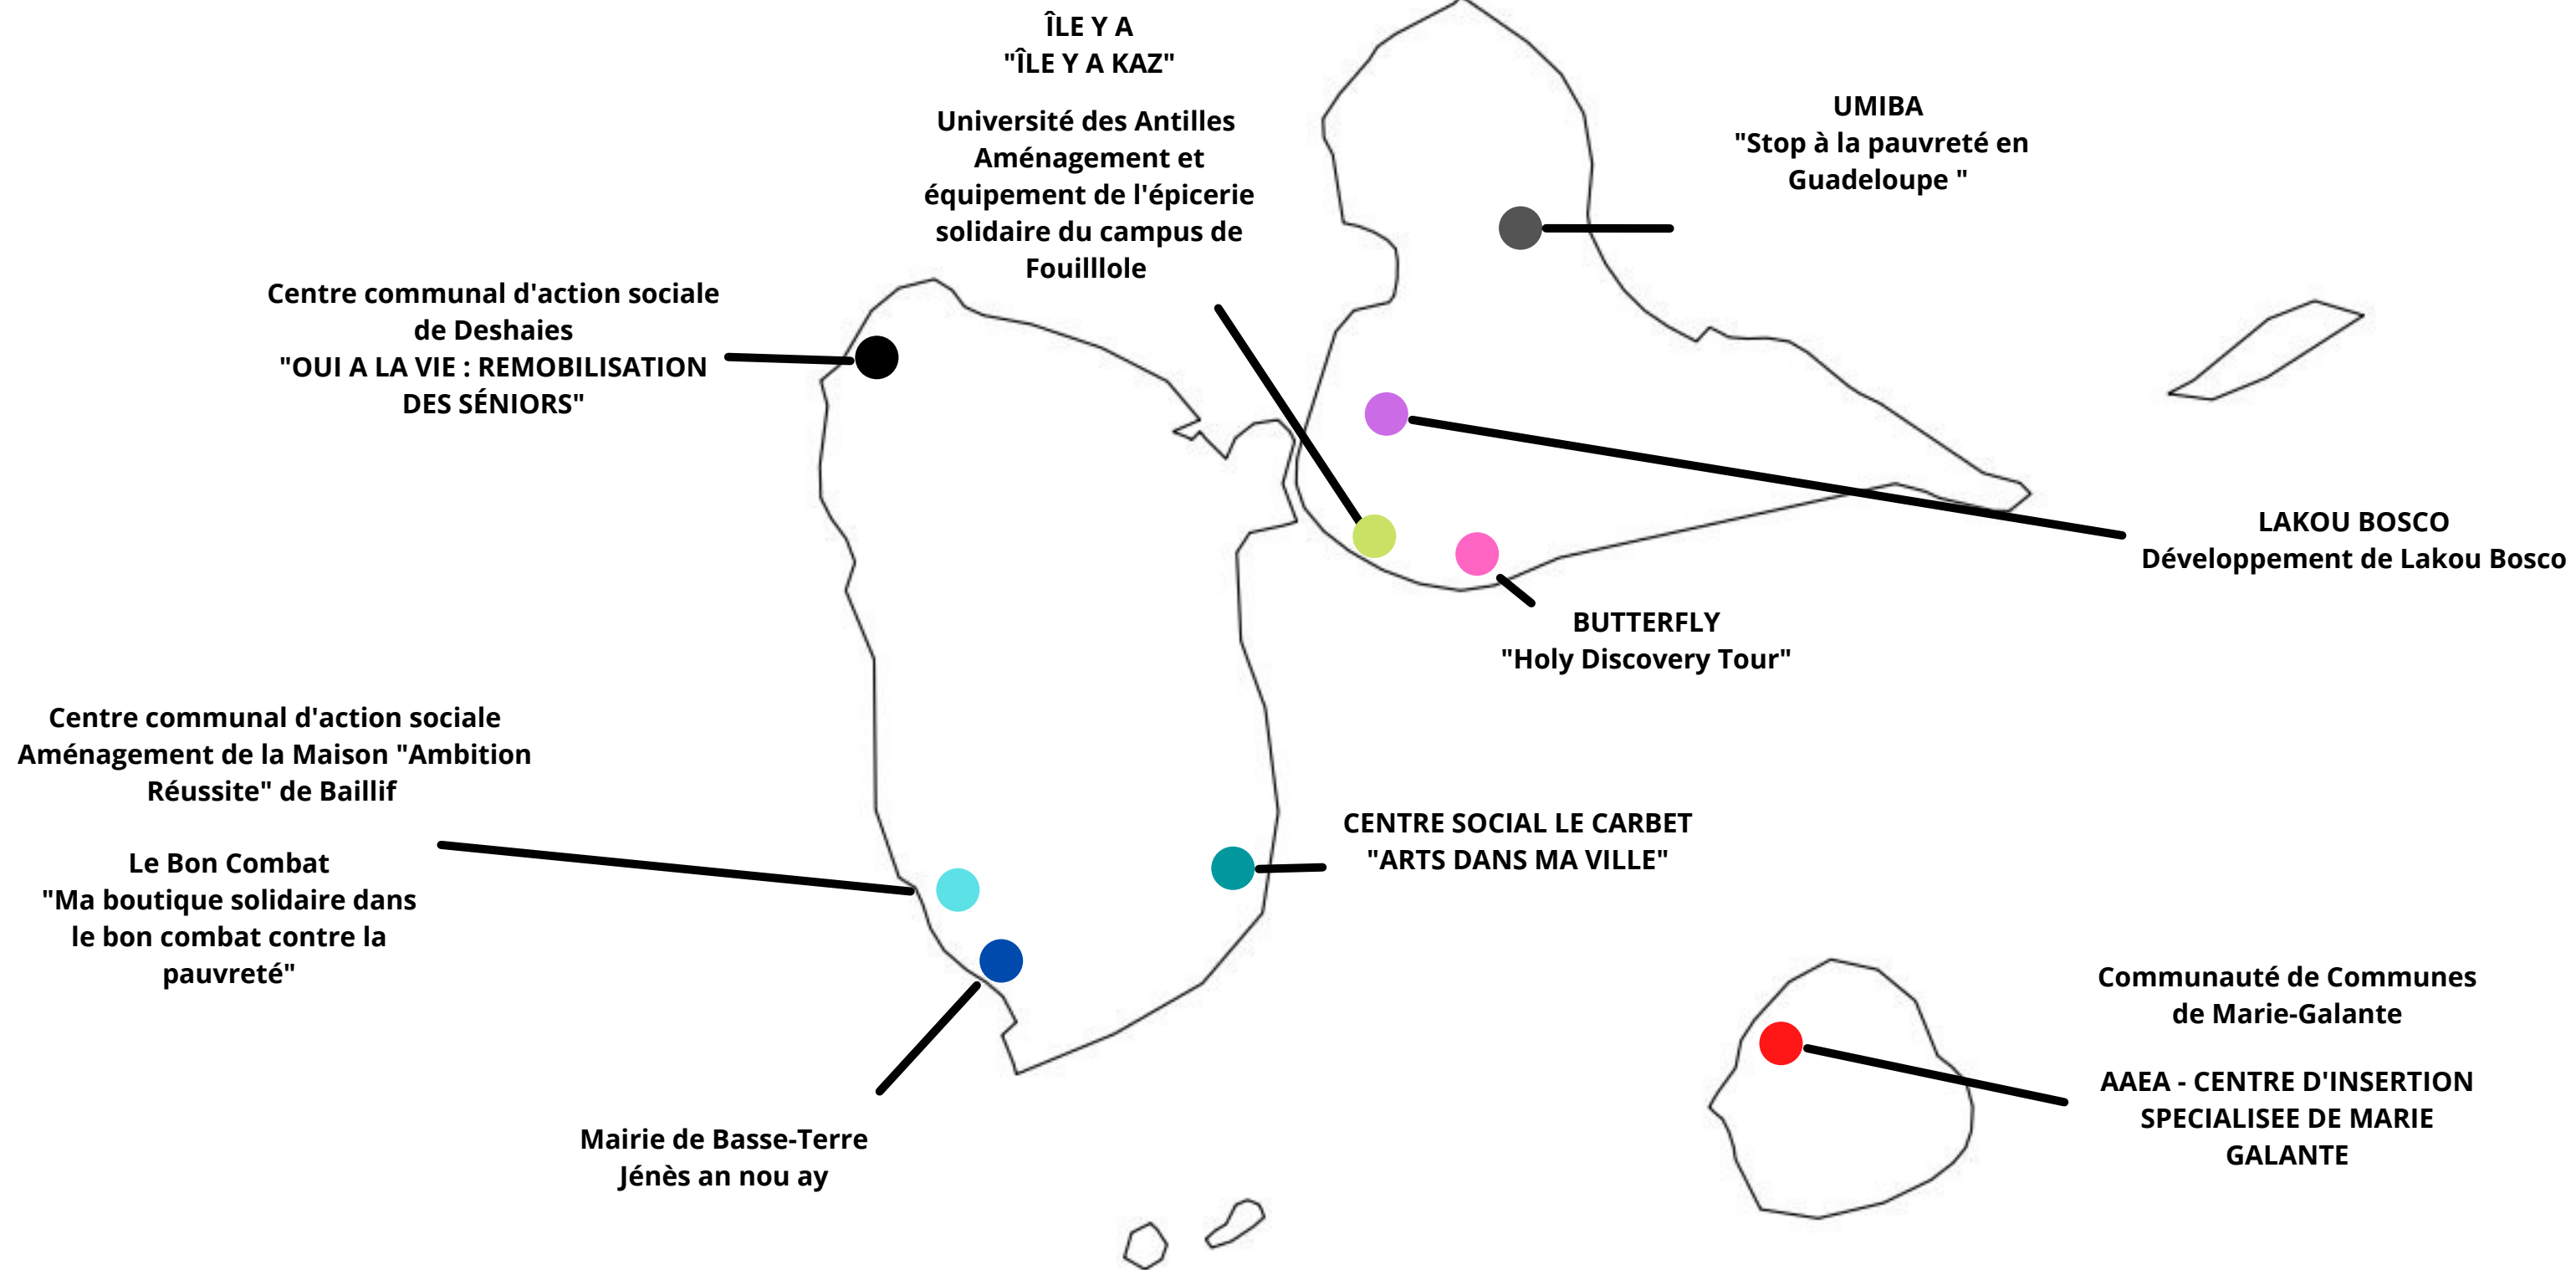 ÎLE Y A
"ÎLE Y A KAZ"
Université des Antilles
Aménagement et
équipement de l'épicerie
solidaire du campus de
Fouilllole
UMIBA
"Stop à la pauvreté en
Guadeloupe "
Centre communal d'action sociale
de Deshaies
"OUI A LA VIE : REMOBILISATION
DES SÉNIORS"
LAKOU BOSCO
Développement de Lakou Bosco
BUTTERFLY
"Holy Discovery Tour"
Centre communal d'action sociale
Aménagement de la Maison "Ambition
Réussite" de Baillif
Le Bon Combat
"Ma boutique solidaire dans
le bon combat contre la
pauvreté"
CENTRE SOCIAL LE CARBET
"ARTS DANS MA VILLE"
Mairie de Basse-Terre
Jénès an nou ay
Communauté de Communes
de Marie-Galante
AAEA - CENTRE D'INSERTION
SPECIALISEE DE MARIE
GALANTE